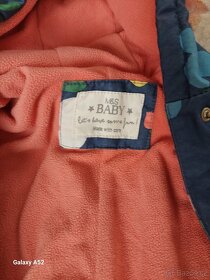 M&S
★ BABY ★
let's have some fun!
made with care
Galaxy A52